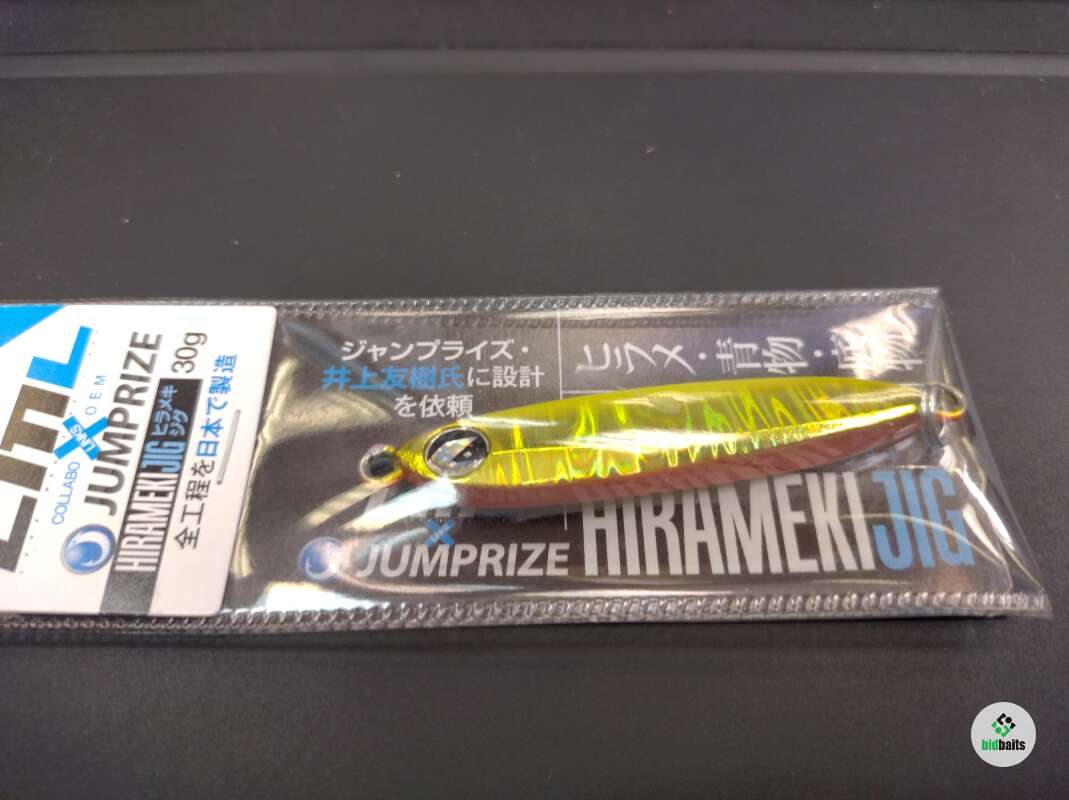 COLLABO
OEM
JUMPRIZE
HIRAMEKI JIG
ヒラメキ
ジグ
30g
全工程を日本で製造
ジャンプライズ・
井上友樹氏に設計
を依頼
ヒラメ・青物・
JUMPRIZE
HIRAMEKI JIG
bidbaits